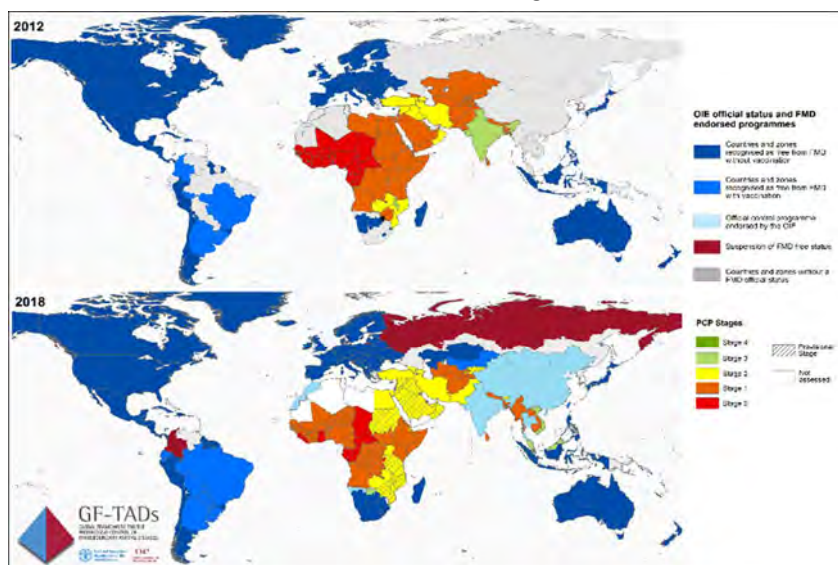 2012
OIE official status and FMD
endorsed programmes
Countries and zones
recognised as free from FMD
without vaccination
Countries and zones
recognised as free from FMD
with vaccination
Official control programme
endorsed by the OIE
Suspension of FMD free status
Countries and zones without a
FMD official status
2018
PCP Stages
Stage 4
Stage 3
Stage 2
Stage 1
Stage 0
Provisional
Stage
Not
assessed
GF-TADs